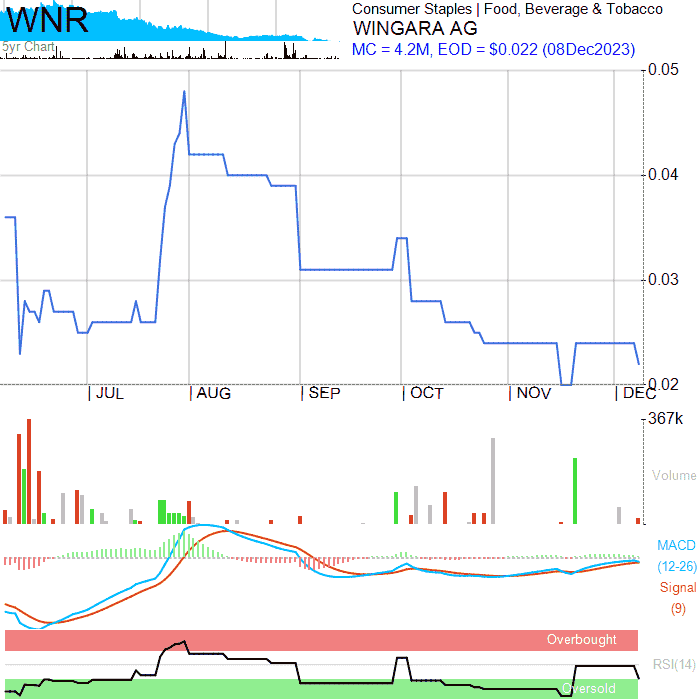 WNR
Consumer Staples | Food, Beverage & Tobacco
WINGARA AG
5yr Chart
MC = 4.2M, EOD = $0.022 (08Dec2023)
0.05
0.04
0.03
0.02
JUL
AUG
SEP
OCT
NOV
DEC
367k
Volume
MACD
(12-26)
Signal
(9)
Overbought
RSI(14)
Oversold